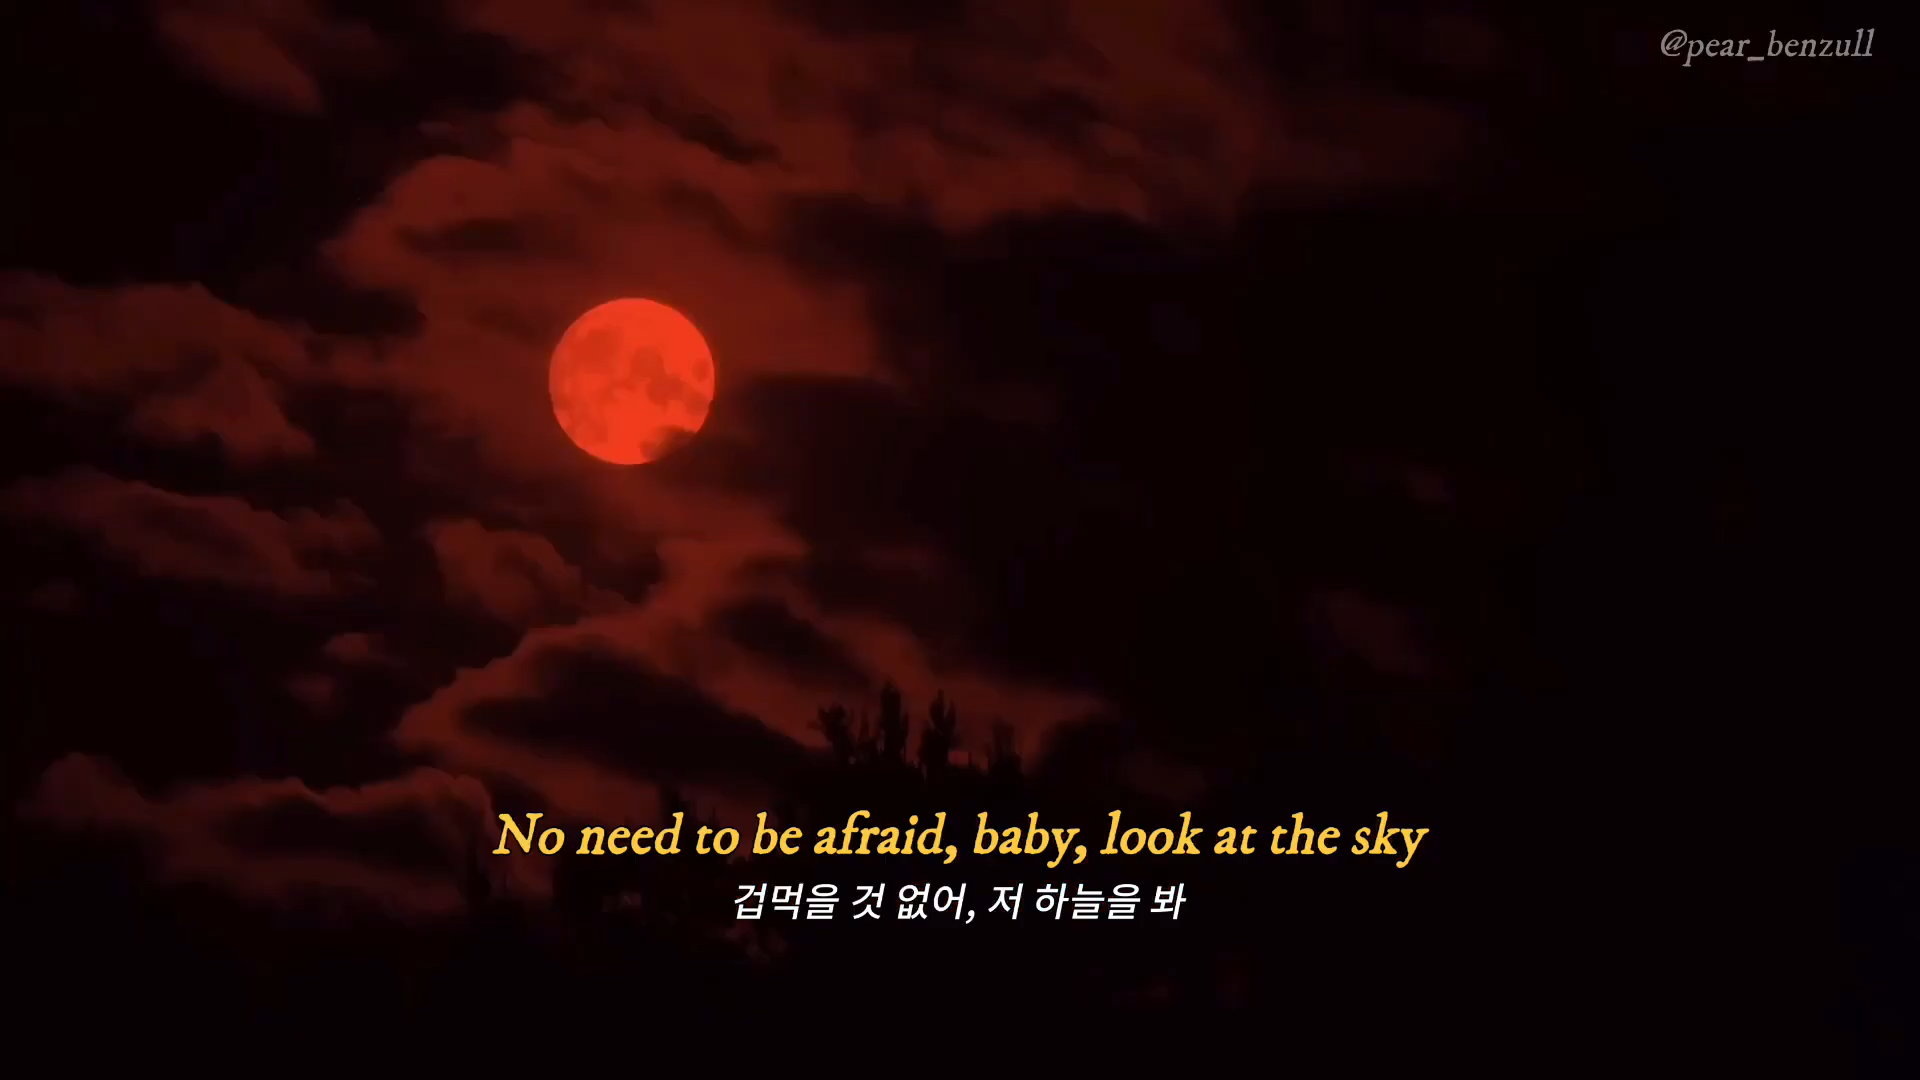 @pear_benzull
No need to be afraid, baby, look at the sky
겁먹을 것 없어, 저 하늘을 봐